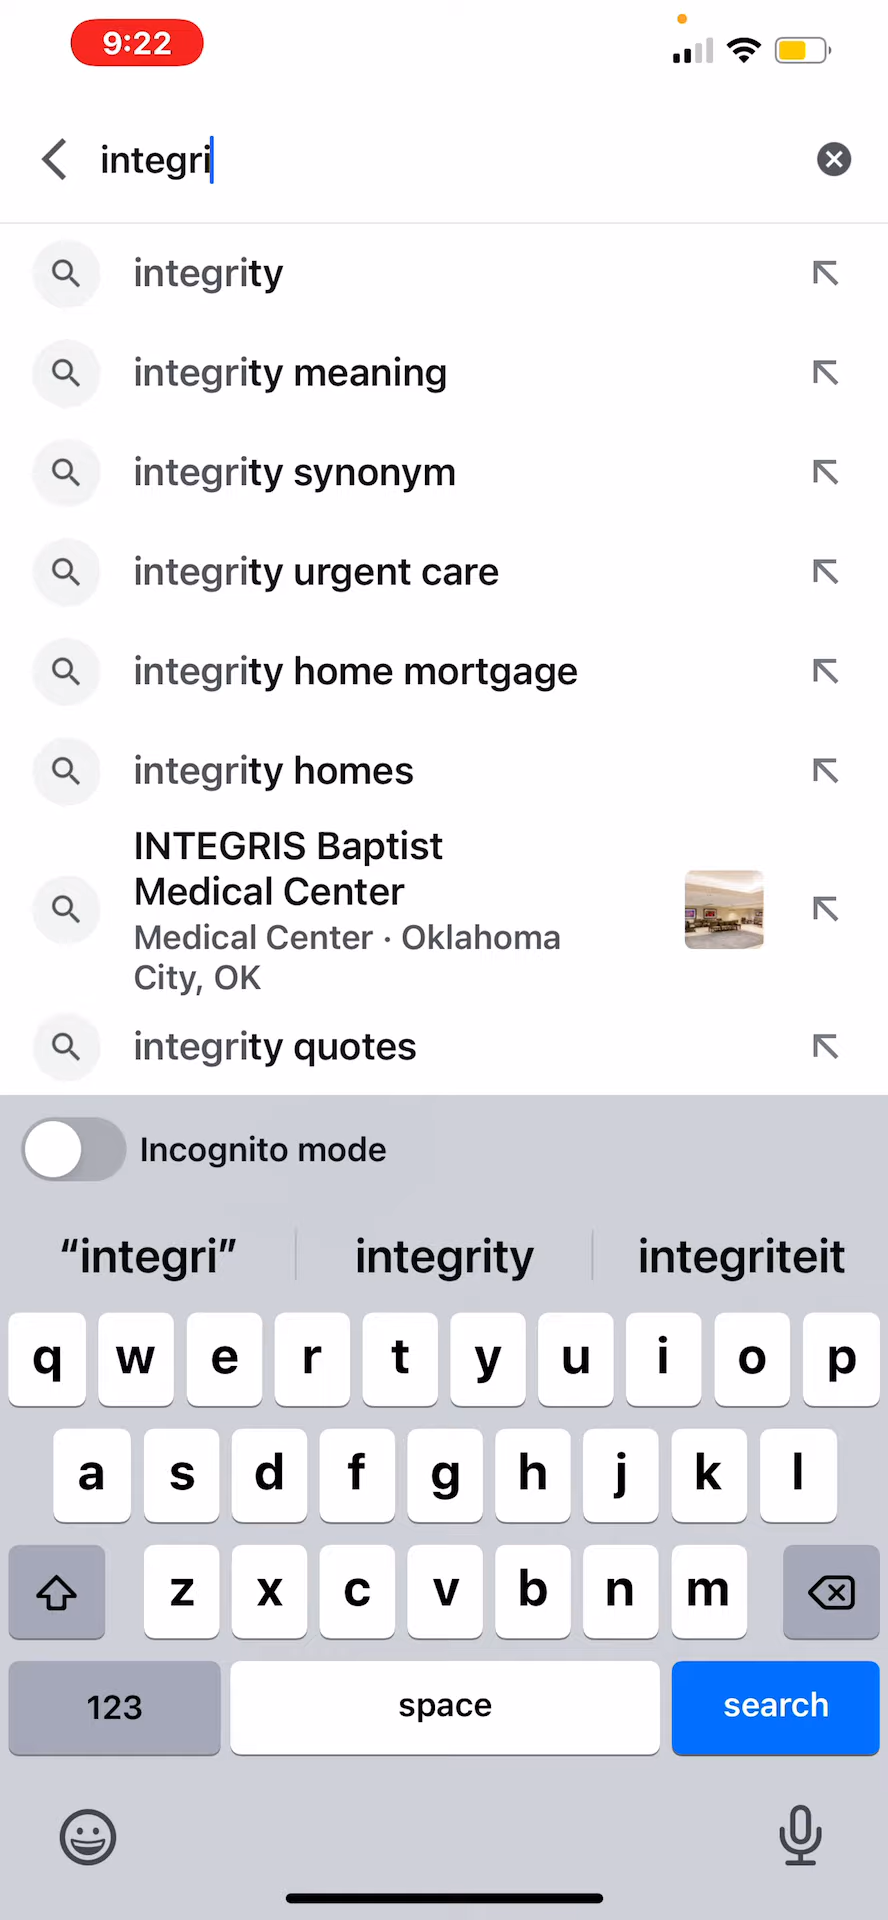 9:22
integri
integrity
integrity meaning
integrity synonym
integrity urgent care
integrity home mortgage
integrity homes
INTEGRIS Baptist
Medical Center
Medical Center · Oklahoma
City, OK
integrity quotes
Incognito mode
“integri” integrity integriteit
q w e r t y u i o p
a s d f g h j k l
z x c v b n m
123 space search